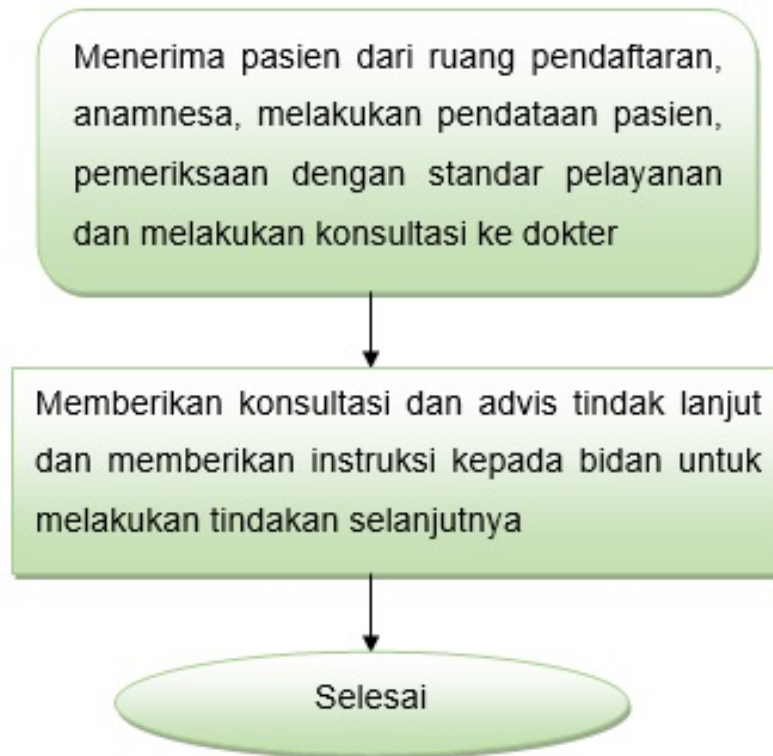 Menerima pasien dari ruang pendaftaran,
anamnesa, melakukan pendataan pasien,
pemeriksaan dengan standar pelayanan
dan melakukan konsultasi ke dokter
Memberikan konsultasi dan advis tindak lanjut
dan memberikan instruksi kepada bidan untuk
melakukan tindakan selanjutnya
Selesai